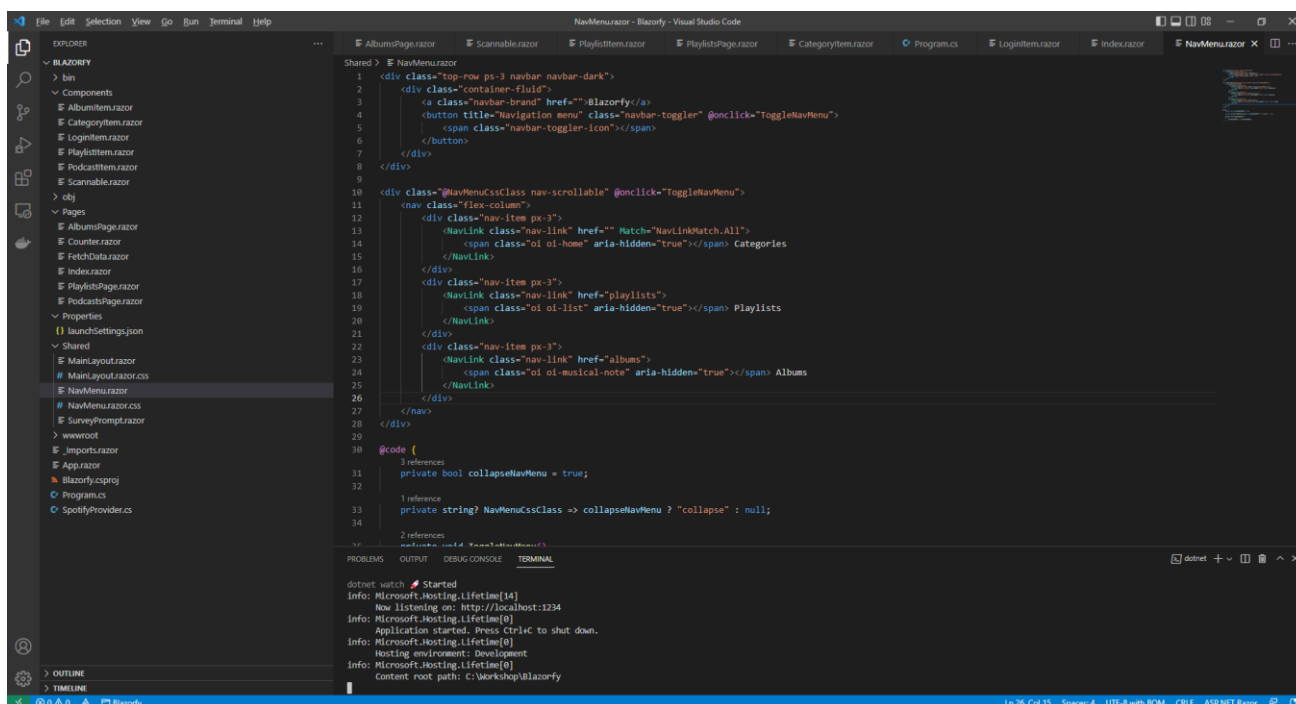 File Edit Selection View Go Run Terminal Help
NavMenu.razor - Blazorfy - Visual Studio Code
EXPLORER
BLAZORFY
bin
Components
AlbumItem.razor
CategoryItem.razor
LoginItem.razor
PlaylistItem.razor
PodcastItem.razor
Scannable.razor
obj
Pages
AlbumsPage.razor
Counter.razor
FetchData.razor
Index.razor
PlaylistsPage.razor
PodcastsPage.razor
Properties
{} launchSettings.json
Shared
MainLayout.razor
# MainLayout.razor.css
NavMenu.razor
# NavMenu.razor.css
SurveyPrompt.razor
wwwroot
_Imports.razor
App.razor
Blazorfy.csproj
Program.cs
SpotifyProvider.cs
OUTLINE
TIMELINE
AlbumsPage.razor Scannable.razor PlaylistItem.razor PlaylistsPage.razor CategoryItem.razor Program.cs LoginItem.razor Index.razor NavMenu.razor
Shared > NavMenu.razor
1 <div class="top-row ps-3 navbar navbar-dark">
2 <div class="container-fluid">
3 <a class="navbar-brand" href="">Blazorfy</a>
4 <button title="Navigation menu" class="navbar-toggler" @onclick="ToggleNavMenu">
5 <span class="navbar-toggler-icon"></span>
6 </button>
7 </div>
8 </div>
9
10 <div class="@NavMenuCssClass nav-scrollable" @onclick="ToggleNavMenu">
11 <nav class="flex-column">
12 <div class="nav-item px-3">
13 <NavLink class="nav-link" href="" Match="NavLinkMatch.All">
14 <span class="oi oi-home" aria-hidden="true"></span> Categories
15 </NavLink>
16 </div>
17 <div class="nav-item px-3">
18 <NavLink class="nav-link" href="playlists">
19 <span class="oi oi-list" aria-hidden="true"></span> Playlists
20 </NavLink>
21 </div>
22 <div class="nav-item px-3">
23 <NavLink class="nav-link" href="albums">
24 <span class="oi oi-musical-note" aria-hidden="true"></span> Albums
25 </NavLink>
26 </div>
27 </nav>
28 </div>
29
30 @code {
3 references
31 private bool collapseNavMenu = true;
32
1 reference
33 private string? NavMenuCssClass => collapseNavMenu ? "collapse" : null;
34
2 references
35 private void ToggleNavMenu()
PROBLEMS OUTPUT DEBUG CONSOLE TERMINAL
dotnet
dotnet watch 🚀 Started
info: Microsoft.Hosting.Lifetime[14]
Now listening on: http://localhost:1234
info: Microsoft.Hosting.Lifetime[0]
Application started. Press Ctrl+C to shut down.
info: Microsoft.Hosting.Lifetime[0]
Hosting environment: Development
info: Microsoft.Hosting.Lifetime[0]
Content root path: C:\Workshop\Blazorfy
0 0 Blazorfy
Ln 26, Col 15 Spaces: 4 UTF-8 with BOM CRLF ASP.NET Razor